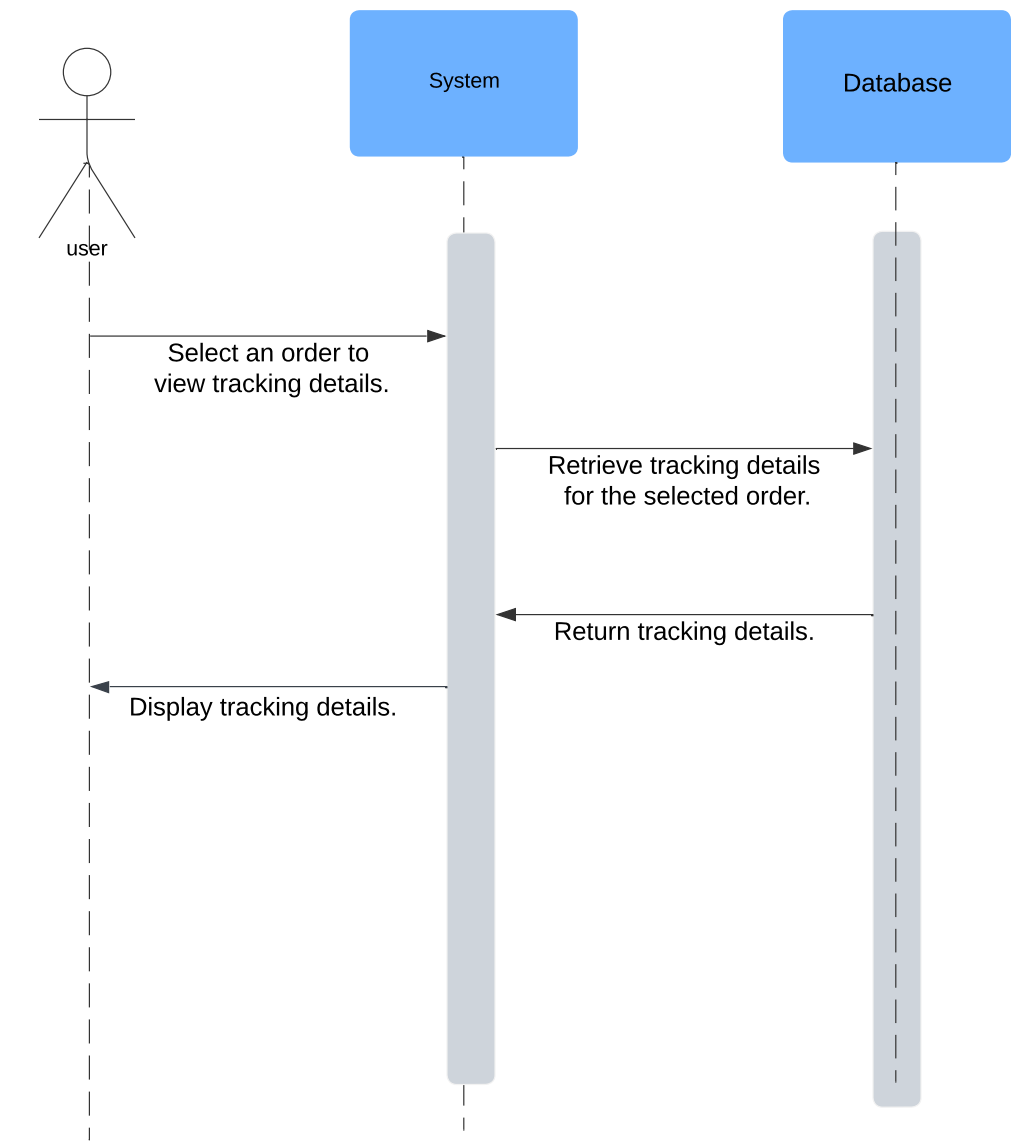 System
Database
user
Select an order to
view tracking details.
Retrieve tracking details
for the selected order.
Return tracking details.
Display tracking details.